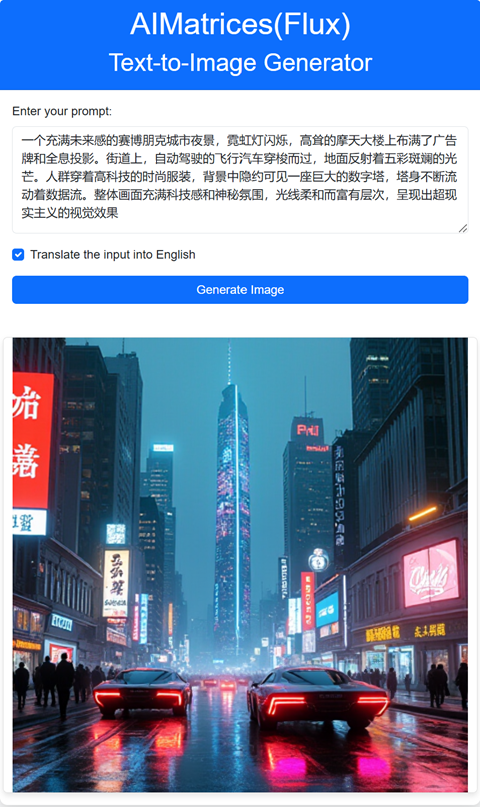 AIMatrices(Flux)
Text-to-Image Generator
Enter your prompt:
一个充满未来感的赛博朋克城市夜景，霓虹灯闪烁，高耸的摩天大楼上布满了广告
牌和全息投影。街道上，自动驾驶的飞行汽车穿梭而过，地面反射着五彩斑斓的光
芒。人群穿着高科技的时尚服装，背景中隐约可见一座巨大的数字塔，塔身不断流
动着数据流。整体画面充满科技感和神秘氛围，光线柔和而富有层次，呈现出超现
实主义的视觉效果
Translate the input into English
Generate Image